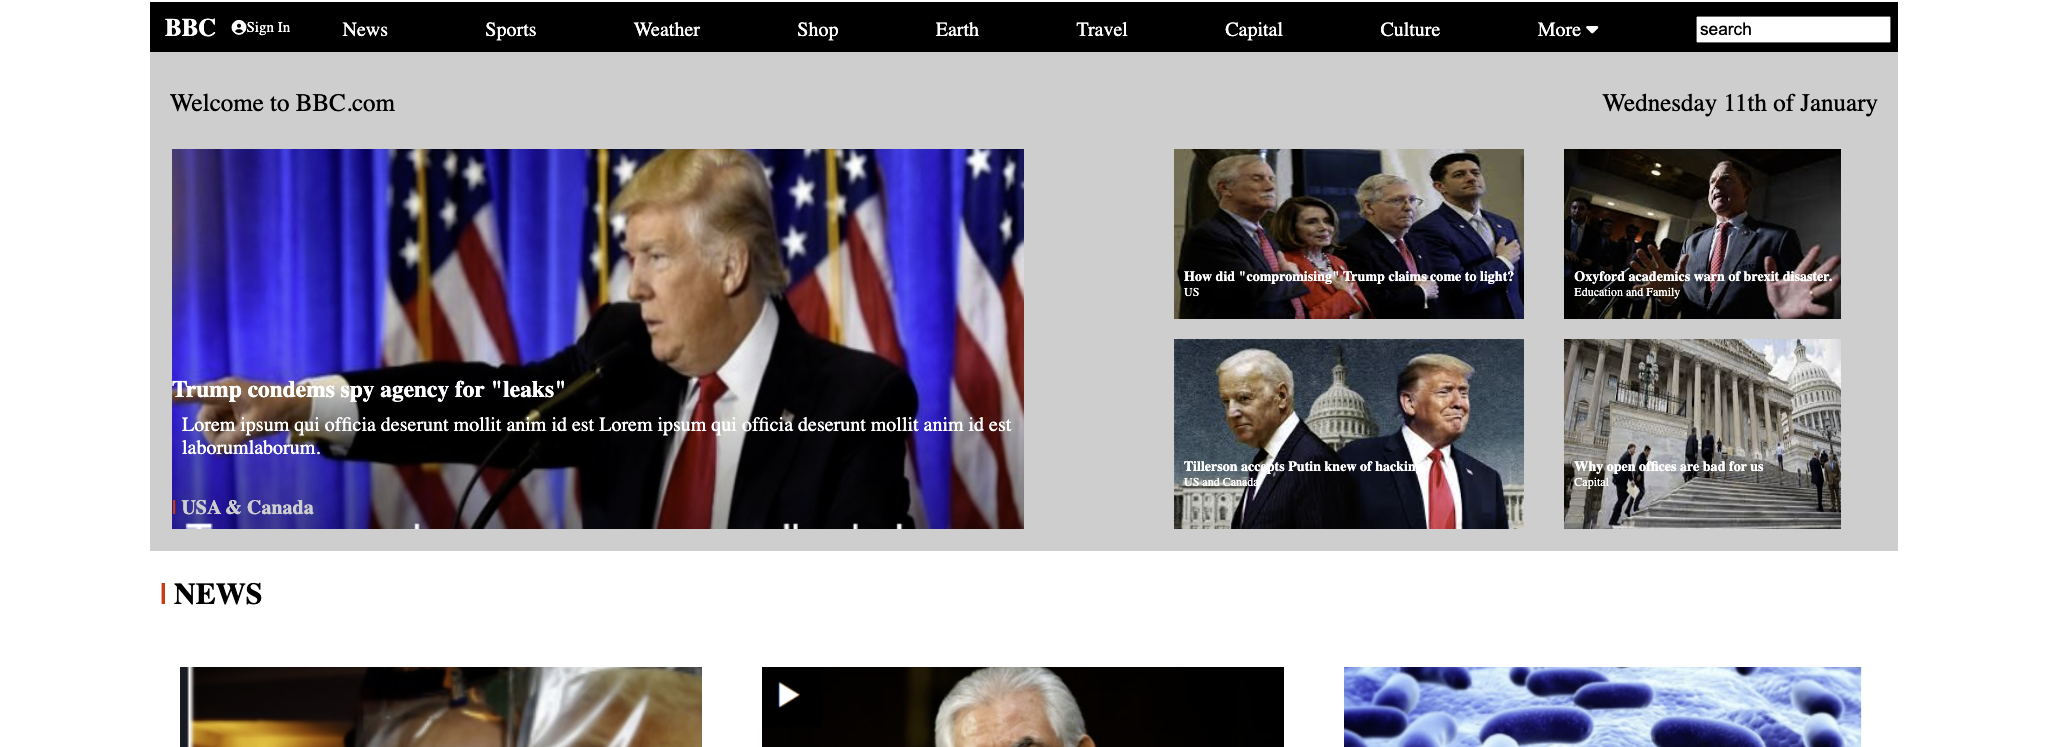 BBC Sign In News Sports Weather Shop Earth Travel Capital Culture More search
Welcome to BBC.com Wednesday 11th of January
Trump condems spy agency for "leaks"
Lorem ipsum qui officia deserunt mollit anim id est Lorem ipsum qui officia deserunt mollit anim id est
laborumlaborum.
USA & Canada
How did "compromising" Trump claims come to light?
US
Oxyford academics warn of brexit disaster.
Education and Family
Tillerson accepts Putin knew of hacking
US and Canada
Why open offices are bad for us
Capital
NEWS